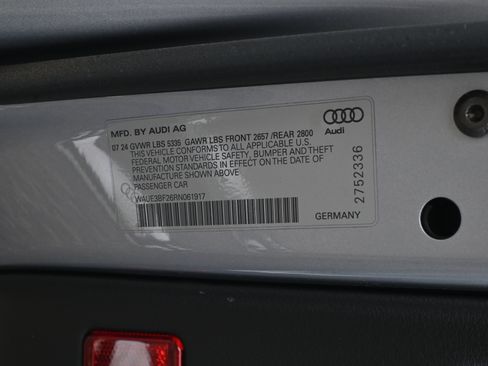 MFD. BY AUDI AG
07 24 GVWR LBS 5335 GAWR LBS FRONT 2657 /REAR 2800
THIS VEHICLE CONFORMS TO ALL APPLICABLE U.S.
FEDERAL MOTOR VEHICLE SAFETY, BUMPER AND THEFT
PREVENTION STANDARDS IN EFFECT ON THE DATE OF
MANUFACTURE SHOWN ABOVE
PASSENGER CAR
WAUE3BF26RN061917
Audi
2752336
GERMANY